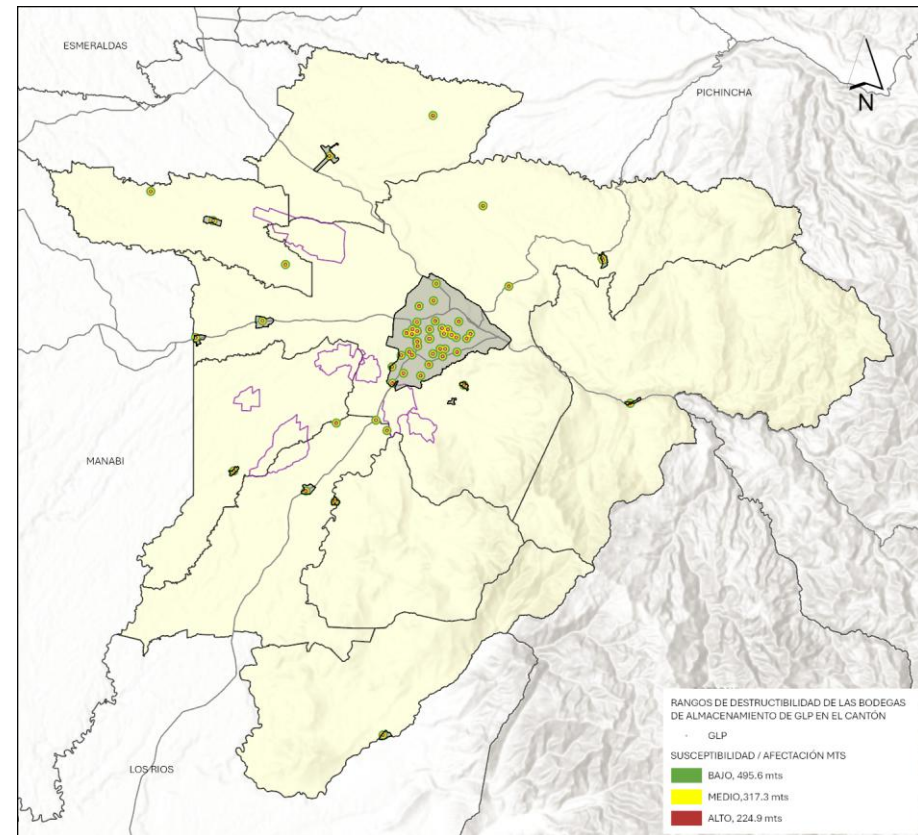 ESMERALDAS
PICHINCHA
N
MANABI
LOS RIOS
RANGOS DE DESTRUCTIBILIDAD DE LAS BODEGAS
DE ALMACENAMIENTO DE GLP EN EL CANTÓN
GLP
SUSCEPTIBILIDAD / AFECTACIÓN MTS
BAJO, 495.6 mts
MEDIO,317.3 mts
ALTO, 224.9 mts